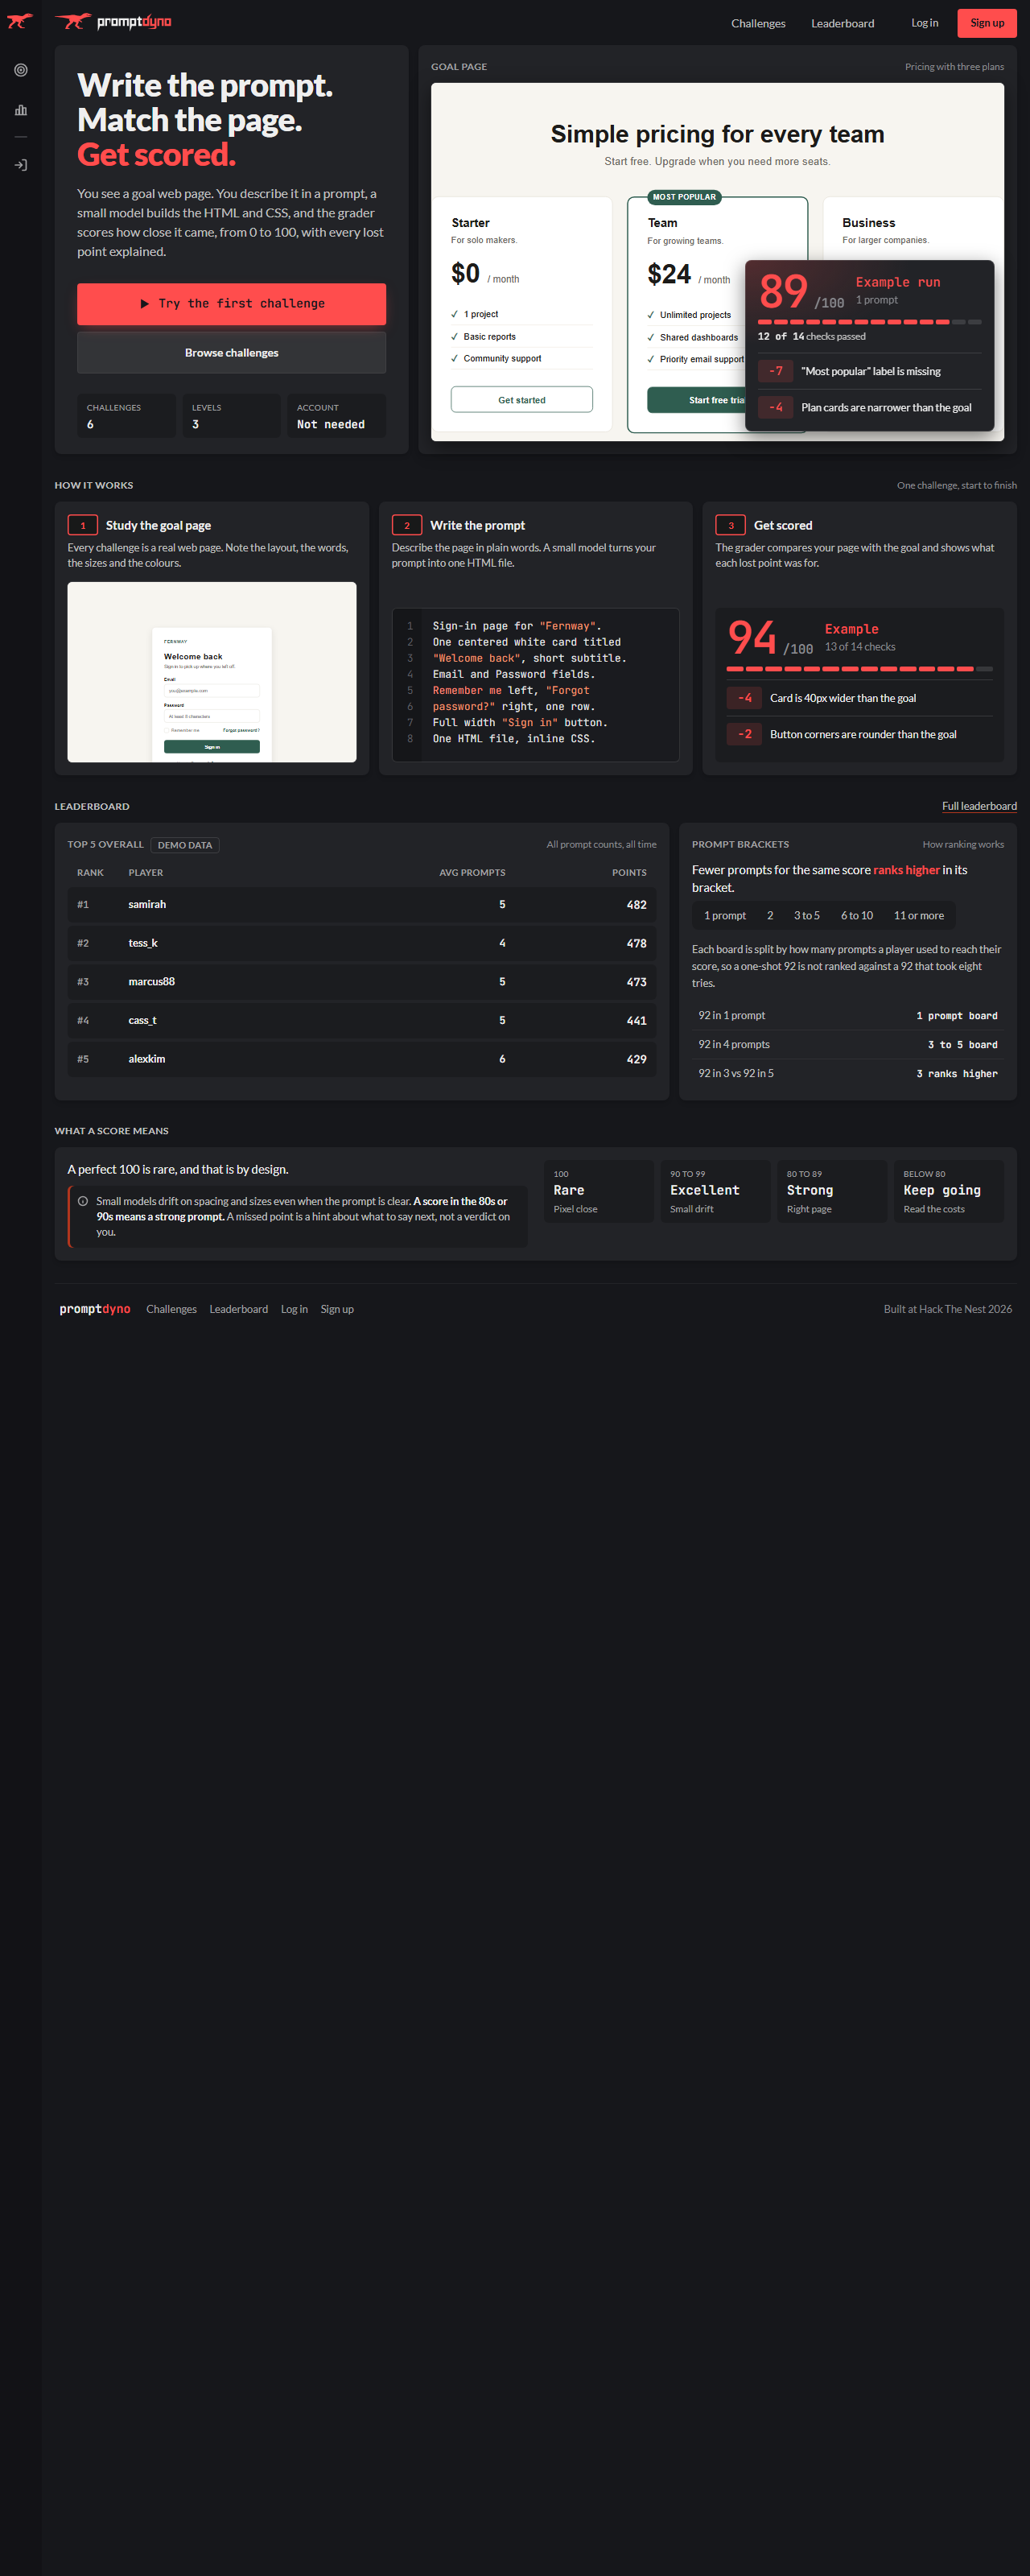 promptdyno
Challenges
Leaderboard
Log in
Sign up
Write the prompt.
Match the page.
Get scored.
You see a goal web page. You describe it in a prompt, a
small model builds the HTML and CSS, and the grader
scores how close it came, from 0 to 100, with every lost
point explained.
Try the first challenge
Browse challenges
CHALLENGES
6
LEVELS
3
ACCOUNT
Not needed
GOAL PAGE
Pricing with three plans
Simple pricing for every team
Start free. Upgrade when you need more seats.
Starter
For solo makers.
$0 / month
✓ 1 project
✓ Basic reports
✓ Community support
Get started
MOST POPULAR
Team
For growing teams.
$24 / month
✓ Unlimited projects
✓ Shared dashboards
✓ Priority email support
Start free trial
Business
For larger companies.
89 /100
Example run
1 prompt
12 of 14 checks passed
-7 "Most popular" label is missing
-4 Plan cards are narrower than the goal
HOW IT WORKS
One challenge, start to finish
1 Study the goal page
Every challenge is a real web page. Note the layout, the words,
the sizes and the colours.
FERNWAY
Welcome back
Sign in to pick up where you left off.
Email
you@example.com
Password
At least 8 characters
Remember me
Forgot password?
Sign in
2 Write the prompt
Describe the page in plain words. A small model turns your
prompt into one HTML file.
1 Sign-in page for "Fernway".
2 One centered white card titled
3 "Welcome back", short subtitle.
4 Email and Password fields.
5 Remember me left, "Forgot
6 password?" right, one row.
7 Full width "Sign in" button.
8 One HTML file, inline CSS.
3 Get scored
The grader compares your page with the goal and shows what
each lost point was for.
94 /100
Example
13 of 14 checks
-4 Card is 40px wider than the goal
-2 Button corners are rounder than the goal
LEADERBOARD
Full leaderboard
TOP 5 OVERALL
DEMO DATA
All prompt counts, all time
RANK PLAYER AVG PROMPTS POINTS
#1 samirah 5 482
#2 tess_k 4 478
#3 marcus88 5 473
#4 cass_t 5 441
#5 alexkim 6 429
PROMPT BRACKETS
How ranking works
Fewer prompts for the same score ranks higher in its
bracket.
1 prompt 2 3 to 5 6 to 10 11 or more
Each board is split by how many prompts a player used to reach their
score, so a one-shot 92 is not ranked against a 92 that took eight
tries.
92 in 1 prompt 1 prompt board
92 in 4 prompts 3 to 5 board
92 in 3 vs 92 in 5 3 ranks higher
WHAT A SCORE MEANS
A perfect 100 is rare, and that is by design.
Small models drift on spacing and sizes even when the prompt is clear. A score in the 80s or
90s means a strong prompt. A missed point is a hint about what to say next, not a verdict on
you.
100
Rare
Pixel close
90 TO 99
Excellent
Small drift
80 TO 89
Strong
Right page
BELOW 80
Keep going
Read the costs
promptdyno
Challenges
Leaderboard
Log in
Sign up
Built at Hack The Nest 2026